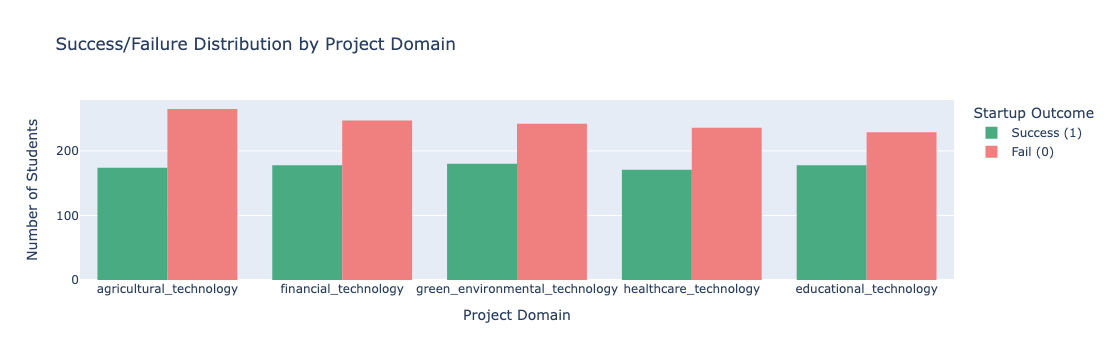 Success/Failure Distribution by Project Domain
Startup Outcome
Success (1)
Fail (0)
Number of Students
200
100
0
agricultural_technology
financial_technology
green_environmental_technology
healthcare_technology
educational_technology
Project Domain